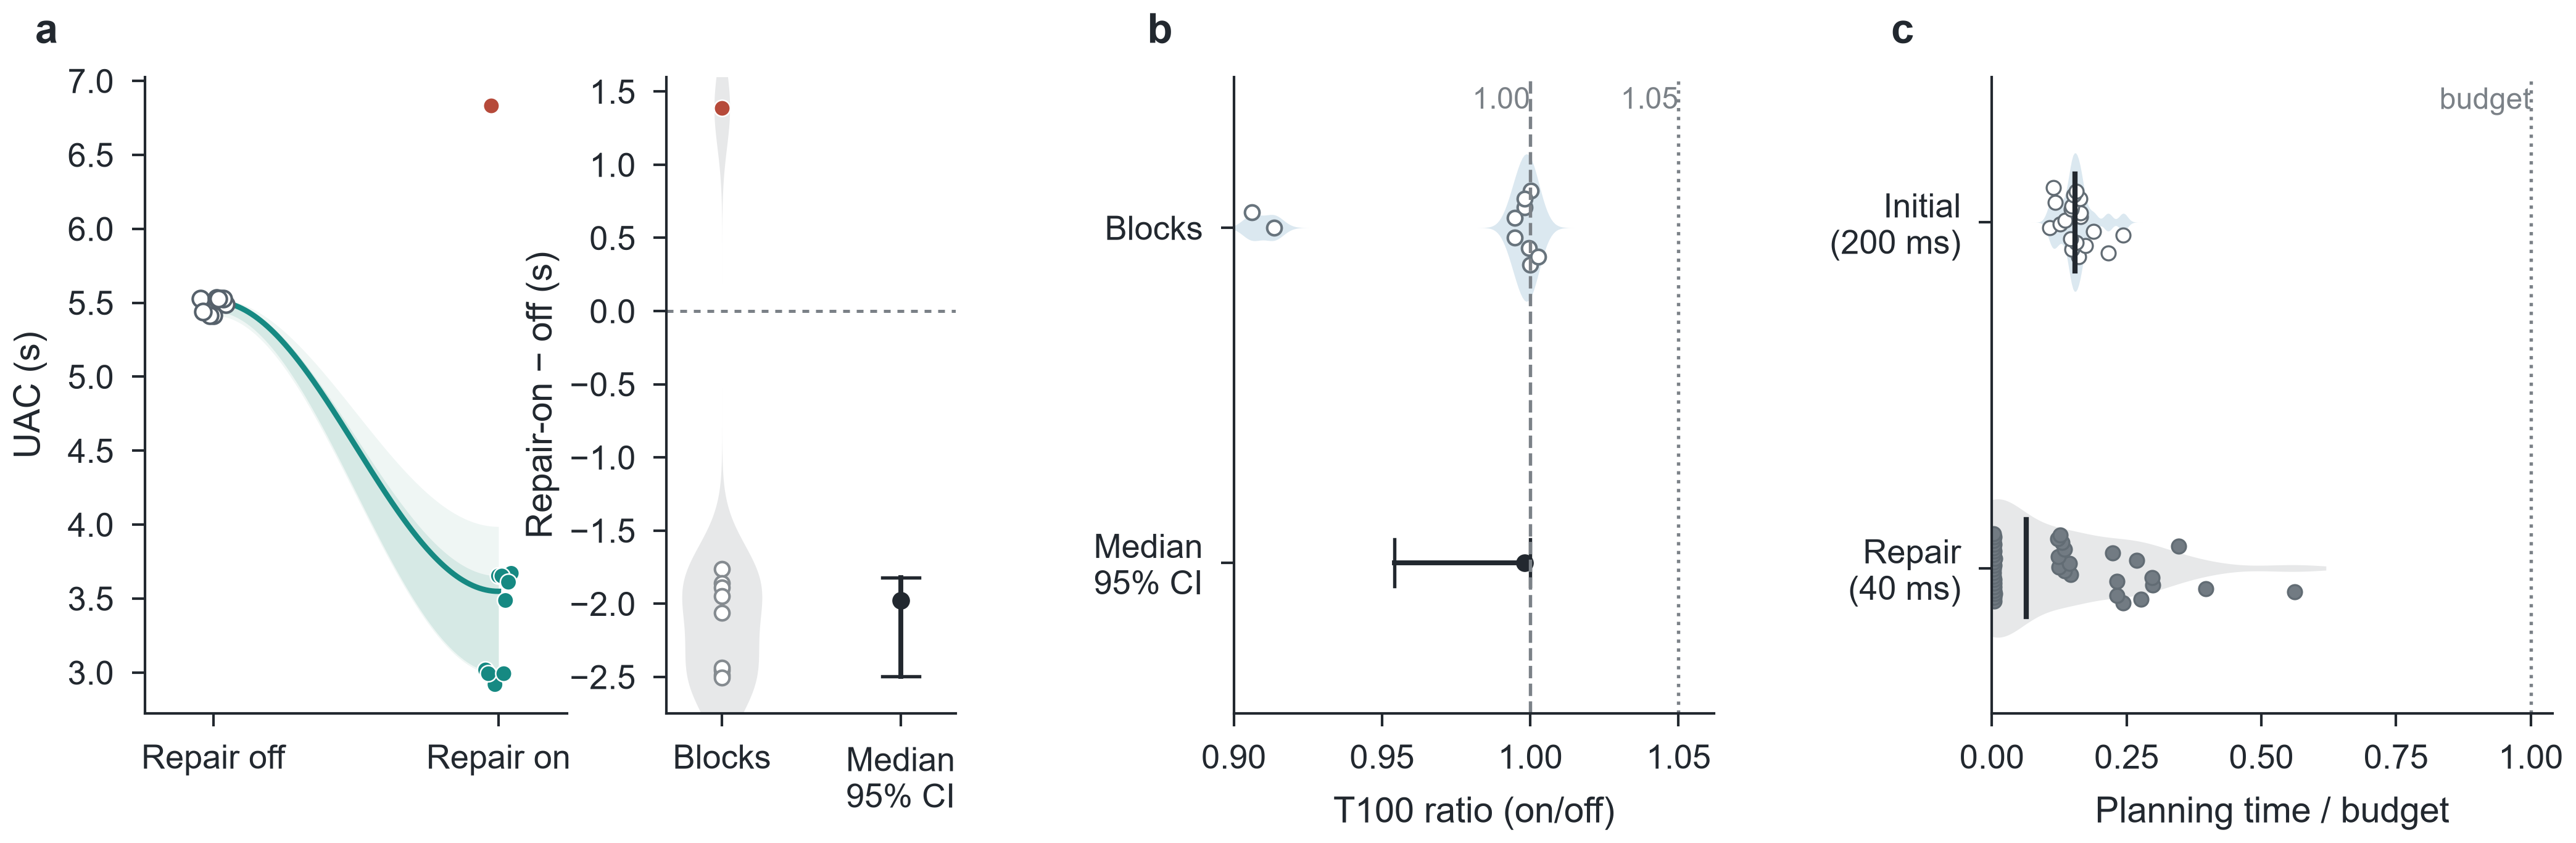 a
7.0
6.5
6.0
5.5
5.0
4.5
4.0
3.5
3.0
UAC (s)
Repair off
Repair on
1.5
1.0
0.5
0.0
−0.5
−1.0
−1.5
−2.0
−2.5
Repair-on − off (s)
Blocks
Median
95% CI
b
1.00
1.05
Blocks
Median
95% CI
0.90
0.95
1.00
1.05
T100 ratio (on/off)
c
budget
Initial
(200 ms)
Repair
(40 ms)
0.00
0.25
0.50
0.75
1.00
Planning time / budget